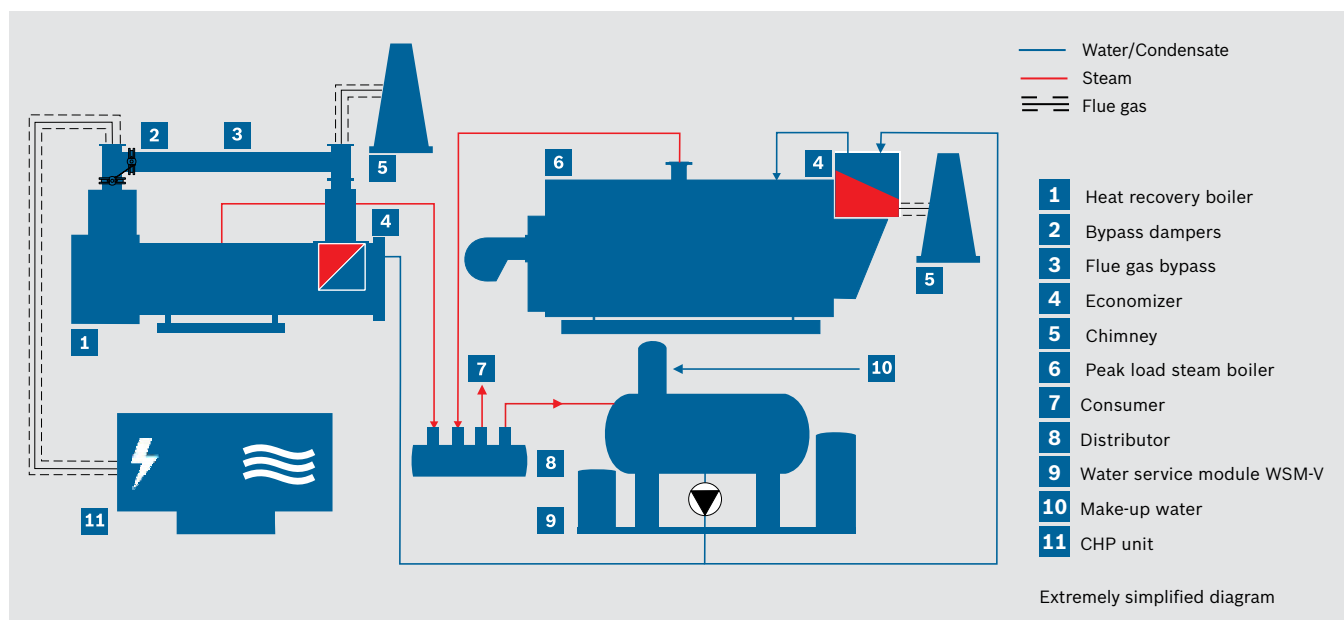 Water/Condensate
Steam
Flue gas
2
3
5
4
1
11
6
4
5
7
8
10
9
1 Heat recovery boiler
2 Bypass dampers
3 Flue gas bypass
4 Economizer
5 Chimney
6 Peak load steam boiler
7 Consumer
8 Distributor
9 Water service module WSM-V
10 Make-up water
11 CHP unit
Extremely simplified diagram